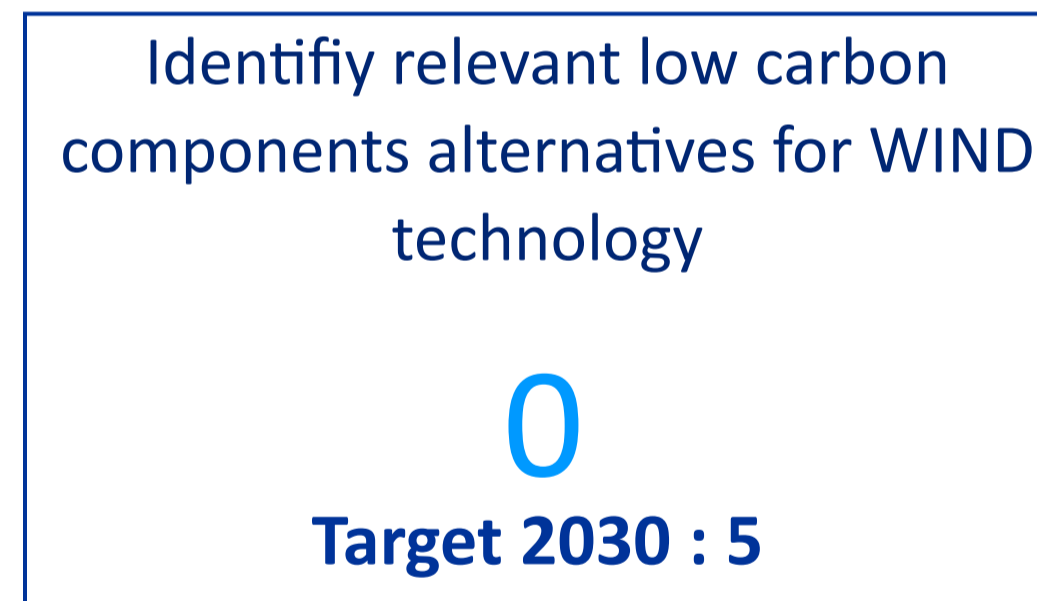 Identifiy relevant low carbon
components alternatives for WIND
technology
0
Target 2030 : 5